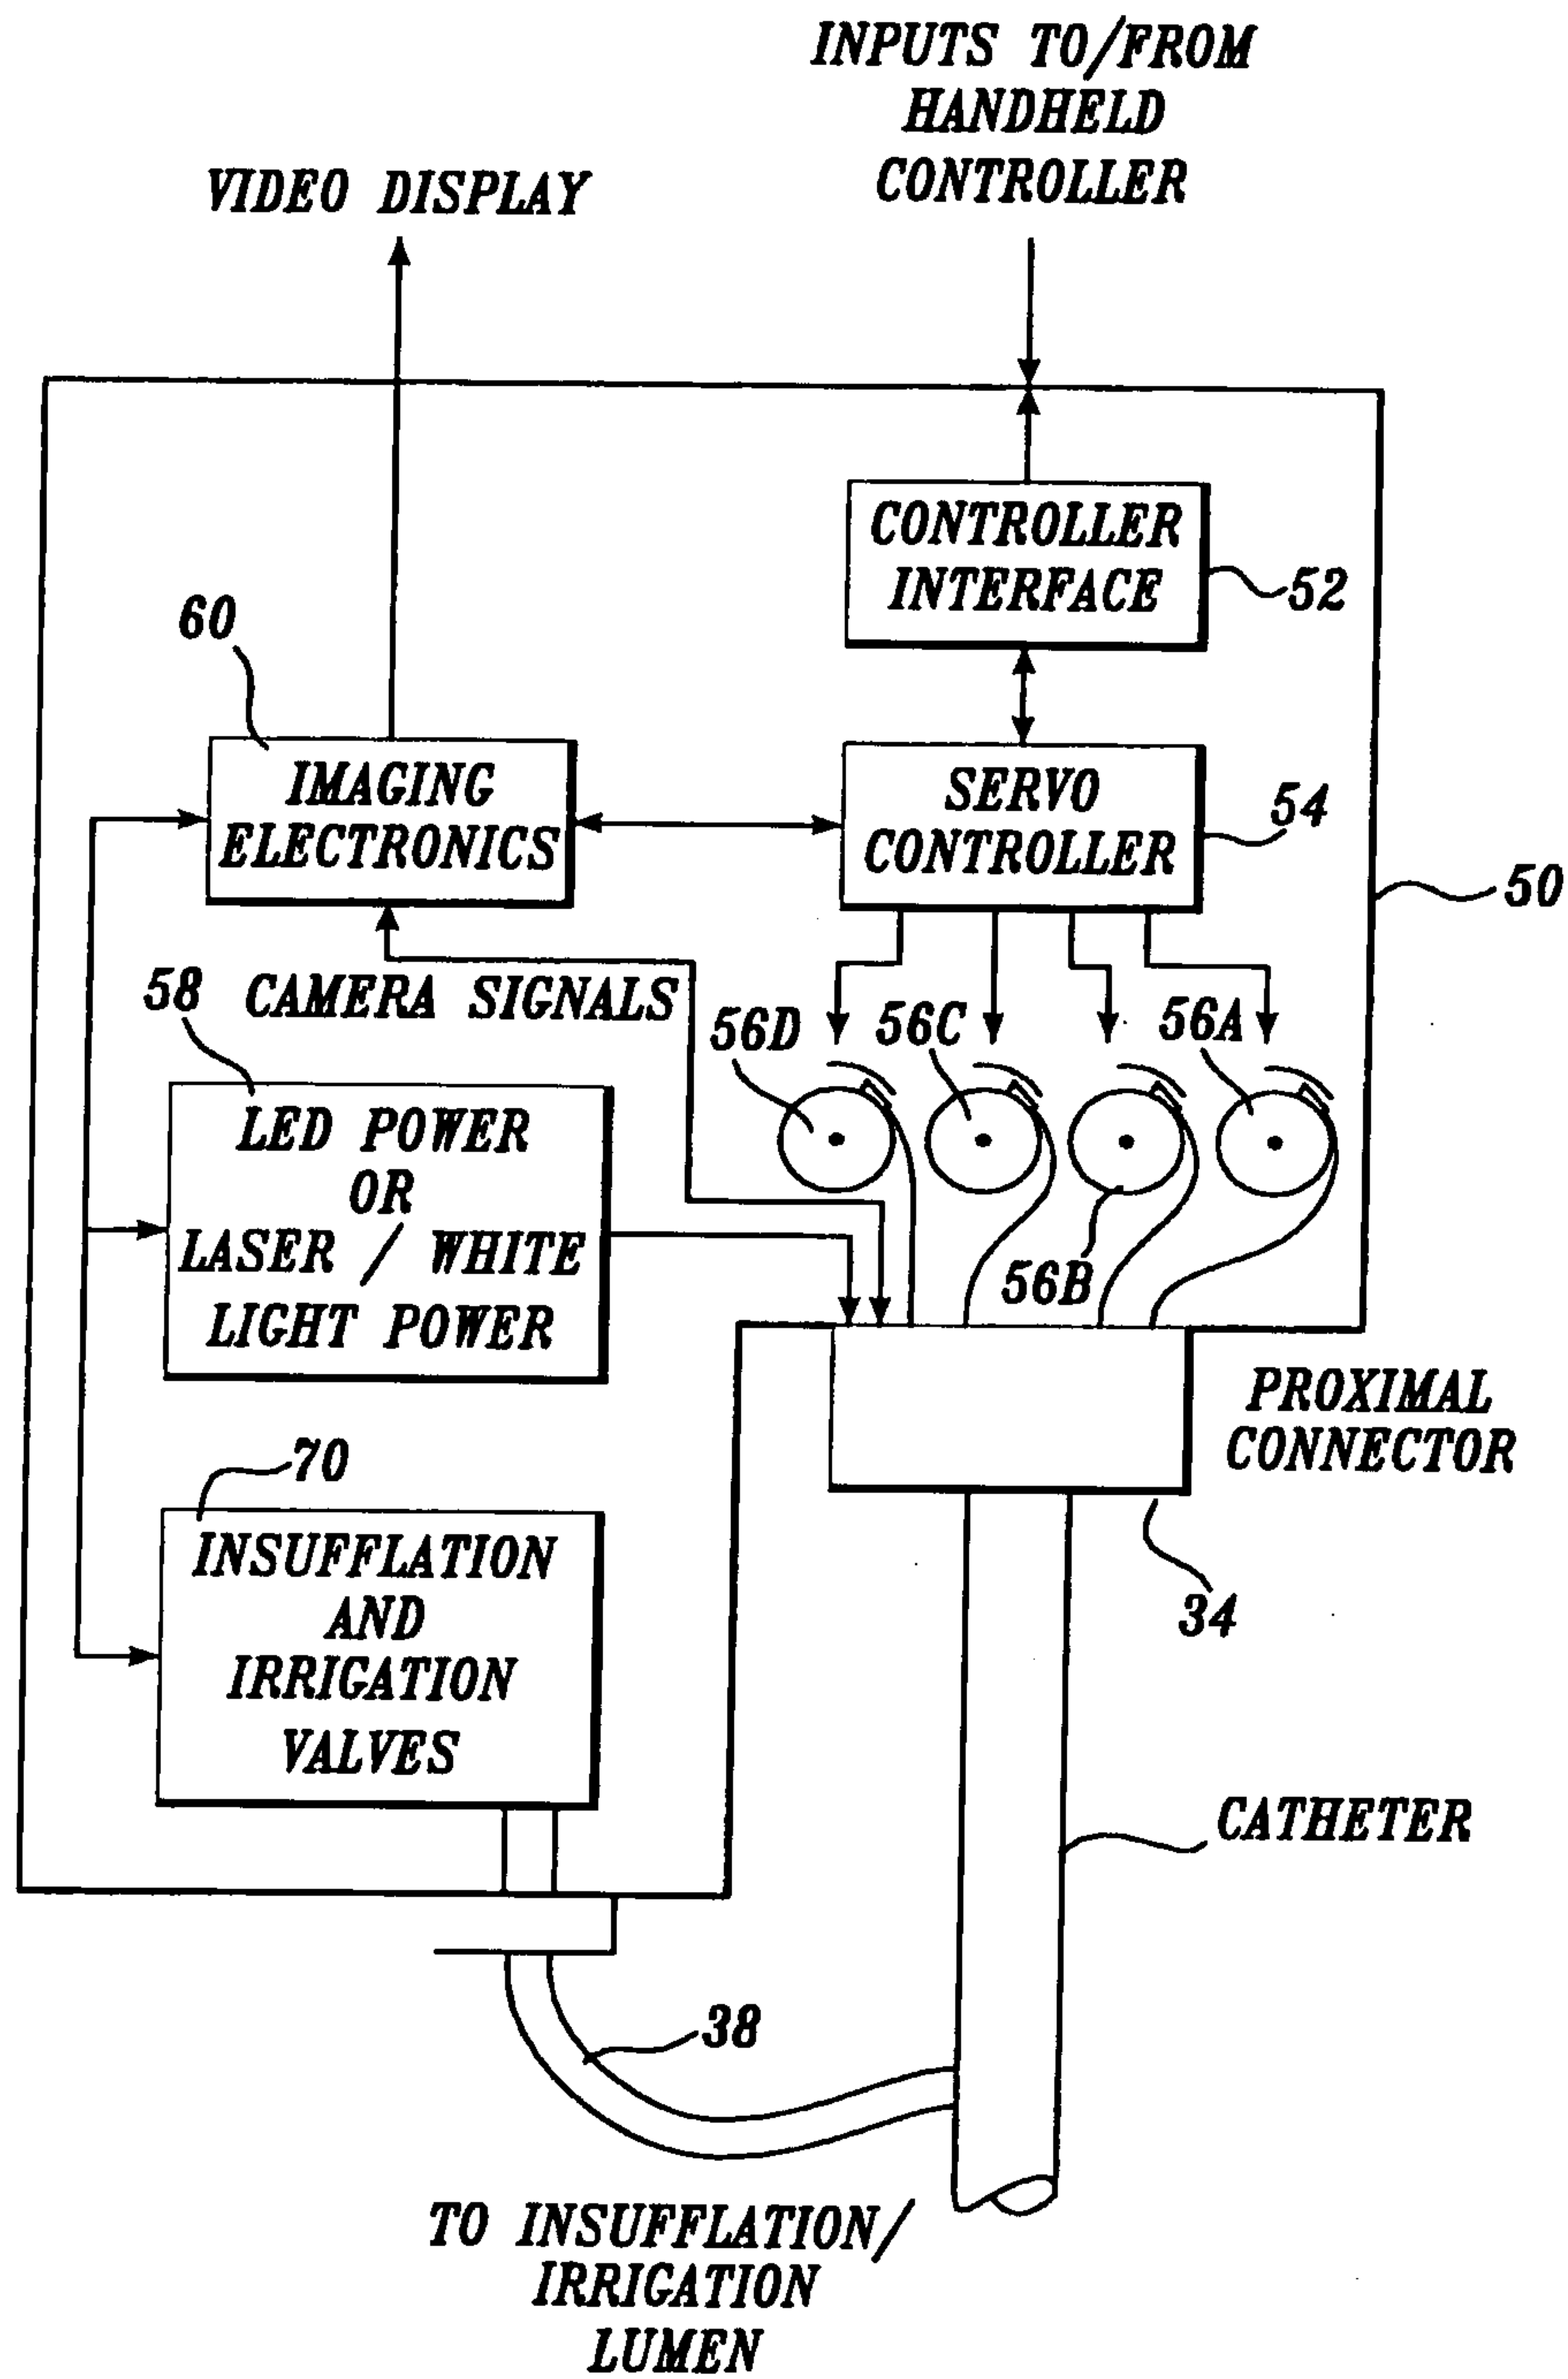 INPUTS TO/FROM
HANDHELD
CONTROLLER
VIDEO DISPLAY
CONTROLLER
INTERFACE
52
60
IMAGING
ELECTRONICS
SERVO
CONTROLLER
54
50
58
CAMERA SIGNALS
56D
56C
56A
LED POWER
OR
LASER / WHITE
LIGHT POWER
56B
PROXIMAL
CONNECTOR
70
INSUFFLATION
AND
IRRIGATION
VALVES
34
CATHETER
38
TO INSUFFLATION/
IRRIGATION
LUMEN